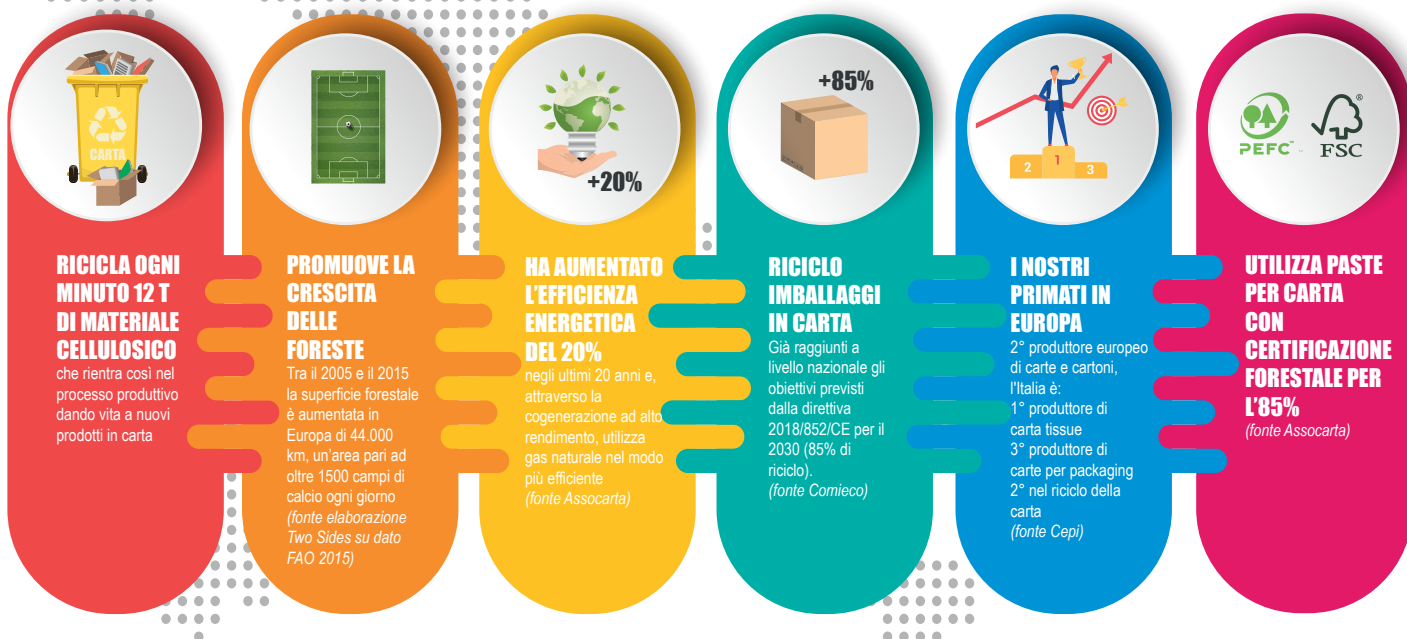 CARTA
RICICLA OGNI
MINUTO 12 T
DI MATERIALE
CELLULOSICO
che rientra così nel
processo produttivo
dando vita a nuovi
prodotti in carta
PROMUOVE LA
CRESCITA
DELLE
FORESTE
Tra il 2005 e il 2015
la superficie forestale
è aumentata in
Europa di 44.000
km, un'area pari ad
oltre 1500 campi di
calcio ogni giorno
(fonte elaborazione
Two Sides su dato
FAO 2015)
+20%
HA AUMENTATO
L'EFFICIENZA
ENERGETICA
DEL 20%
negli ultimi 20 anni e,
attraverso la
cogenerazione ad alto
rendimento, utilizza
gas naturale nel modo
più efficiente
(fonte Assocarta)
+85%
RICICLO
IMBALLAGGI
IN CARTA
Già raggiunti a
livello nazionale gli
obiettivi previsti
dalla direttiva
2018/852/CE per il
2030 (85% di
riciclo).
(fonte Comieco)
2 1 3
I NOSTRI
PRIMATI IN
EUROPA
2° produttore europeo
di carte e cartoni,
l'Italia è:
1° produttore di
carta tissue
3° produttore di
carte per packaging
2° nel riciclo della
carta
(fonte Cepi)
PEFC™ FSC®
UTILIZZA PASTE
PER CARTA
CON
CERTIFICAZIONE
FORESTALE PER
L'85%
(fonte Assocarta)